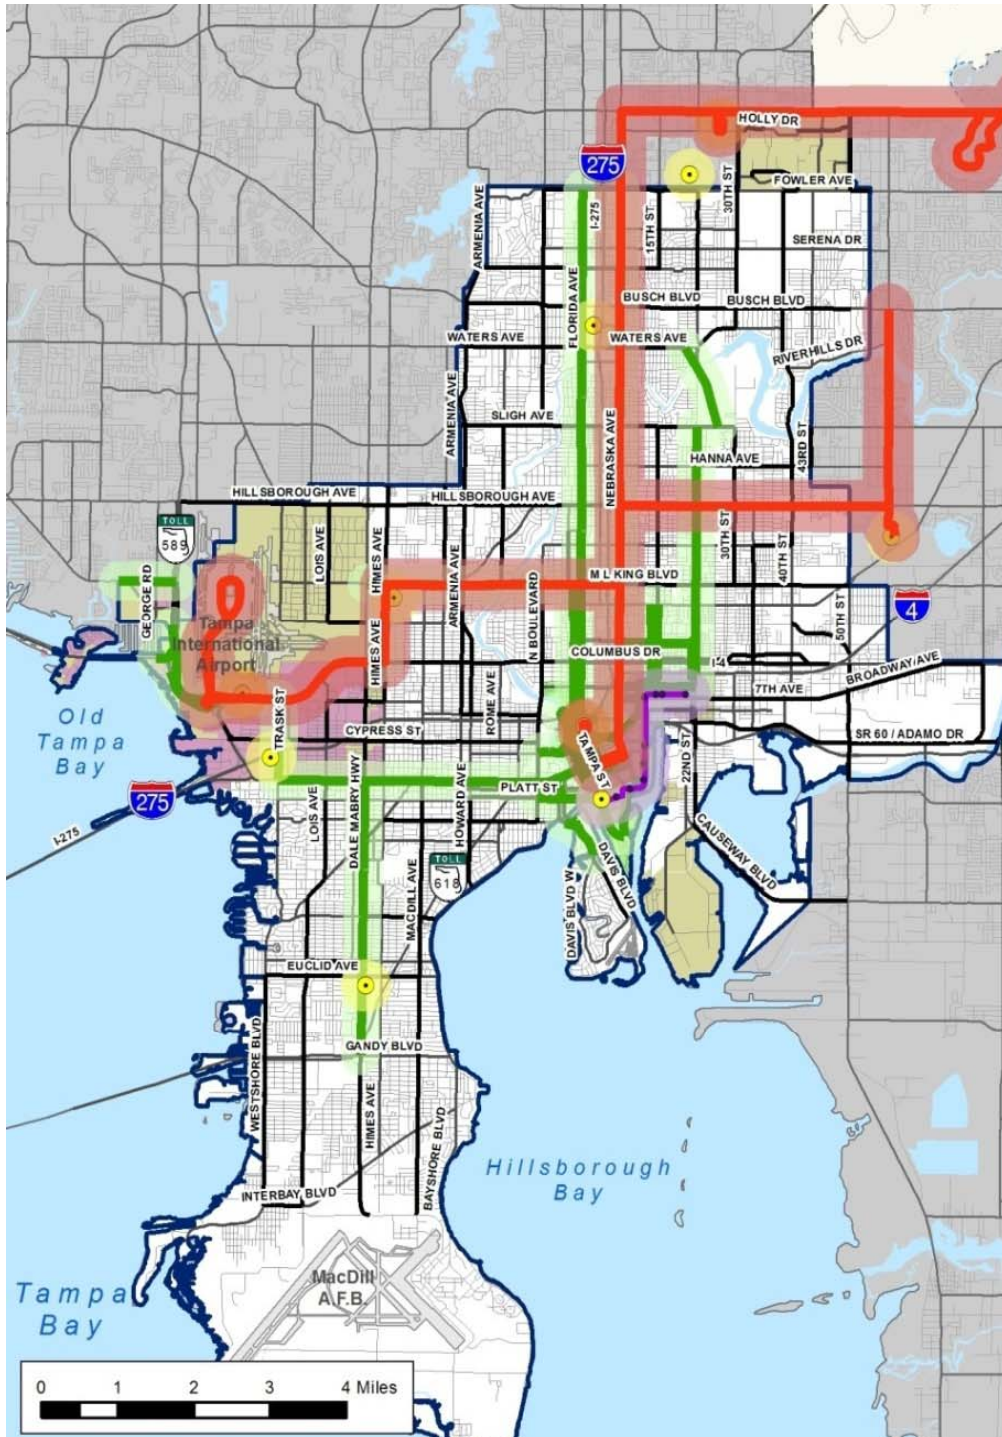 HOLLY DR
275
30TH ST
FOWLER AVE
ARMENIA AVE
I-275
15TH ST
SERENA DR
FLORIDA AVE
BUSCH BLVD
BUSCH BLVD
WATERS AVE
WATERS AVE
RIVERHILLS DR
ARMENIA AVE
SLIGH AVE
NEBRASKA AVE
43RD ST
HANNA AVE
HILLSBOROUGH AVE
HILLSBOROUGH AVE
TOLL
589
LOIS AVE
HIMES AVE
ARMENIA AVE
30TH ST
40TH ST
GEORGE RD
M L KING BLVD
N BOULEVARD
50TH ST
4
Tampa
International
Airport
HIMES AVE
COLUMBUS DR
I-4
BROADWAY AVE
7TH AVE
Old
Tampa
Bay
TRASK ST
ROME AVE
CYPRESS ST
TAMPA ST
22ND ST
SR 60 / ADAMO DR
275
I-275
LOIS AVE
DALE MABRY HWY
HOWARD AVE
PLATT ST
CAUSEWAY BLVD
TOLL
618
MACDILL AVE
DAVIS BLVD W
DAVIS BLVD
EUCLID AVE
GANDY BLVD
WESTSHORE BLVD
HIMES AVE
BAYSHORE BLVD
Hillsborough
Bay
INTERBAY BLVD
MacDill
A.F.B.
Tampa
Bay
0 1 2 3 4 Miles